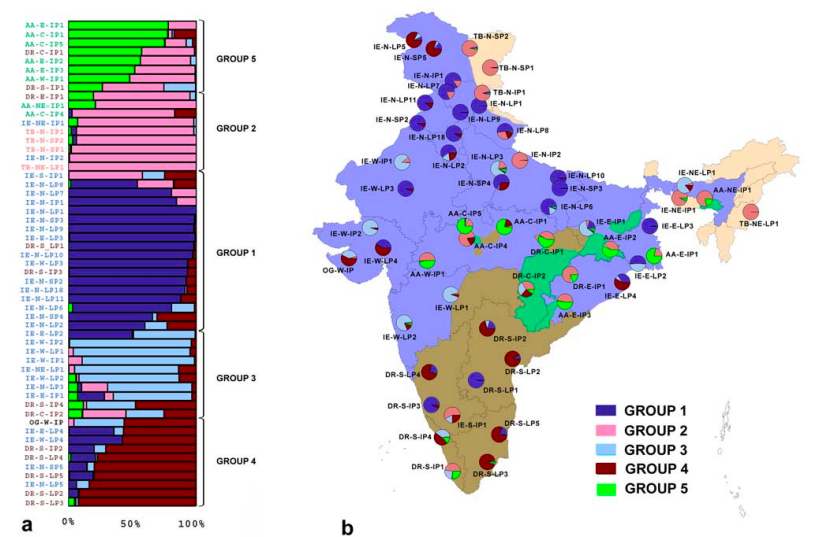 AA-E-IP1
AA-C-IP1
AA-C-IP5
DR-C-IP1
AA-E-IP2
AA-E-IP3
AA-W-IP1
DR-S-IP1
DR-E-IP1
AA-NE-IP1
AA-C-IP4
IE-NE-IP1
TB-N-IP1
TB-N-SP2
TB-N-SP1
IE-N-IP2
TB-NE-LP1
IE-S-IP1
IE-N-LP8
IE-N-LP7
IE-N-IP1
IE-N-LP1
IE-N-SP3
IE-N-LP9
IE-E-LP3
DR-S_LP1
IE-N-LP10
IE-W-LP3
DR-S-IP3
IE-N-SP2
IE-N-LP18
IE-N-LP11
IE-N-LP6
IE-N-SP4
IE-N-LP2
IE-E-LP2
IE-W-IP2
IE-W-LP1
IE-W-IP1
IE-NE-LP1
IE-W-LP2
IE-N-LP3
IE-E-IP1
DR-S-IP4
DR-C-IP2
OG-W-IP
IE-E-LP4
IE-W-LP4
DR-S-IP2
DR-S-LP4
IE-N-SP5
DR-S-LP5
IE-N-LP5
DR-S-LP2
DR-S-LP3
GROUP 5
GROUP 2
GROUP 1
GROUP 3
GROUP 4
0% 50% 100%
a
IE-N-LP5
IE-N-SP5
TB-N-SP2
TB-N-SP1
IE-N-IP1
IE-N-LP7
TB-N-IP1
IE-N-LP11
IE-N-LP1
IE-N-LP9
IE-N-SP2
IE-N-LP18
IE-N-LP8
IE-N-LP2
IE-N-LP3
IE-N-IP2
IE-W-IP1
IE-W-LP3
IE-N-SP4
IE-N-LP10
IE-N-SP3
IE-N-LP6
IE-NE-LP1
AA-NE-IP1
IE-NE-IP1
TB-NE-LP1
AA-C-IP5
AA-C-IP1
IE-E-IP1
IE-E-LP3
IE-W-IP2
IE-W-LP4
AA-C-IP4
DR-C-IP1
AA-E-IP2
AA-E-IP1
OG-W-IP
AA-W-IP1
DR-C-IP2
DR-E-IP1
IE-E-LP2
IE-E-LP4
IE-W-LP1
AA-E-IP3
IE-W-LP2
DR-S-IP2
DR-S-LP2
DR-S-LP4
DR-S-LP1
DR-S-IP3
IE-S-IP1
DR-S-LP5
DR-S-IP4
DR-S-IP1
DR-S-LP3
GROUP 1
GROUP 2
GROUP 3
GROUP 4
GROUP 5
b